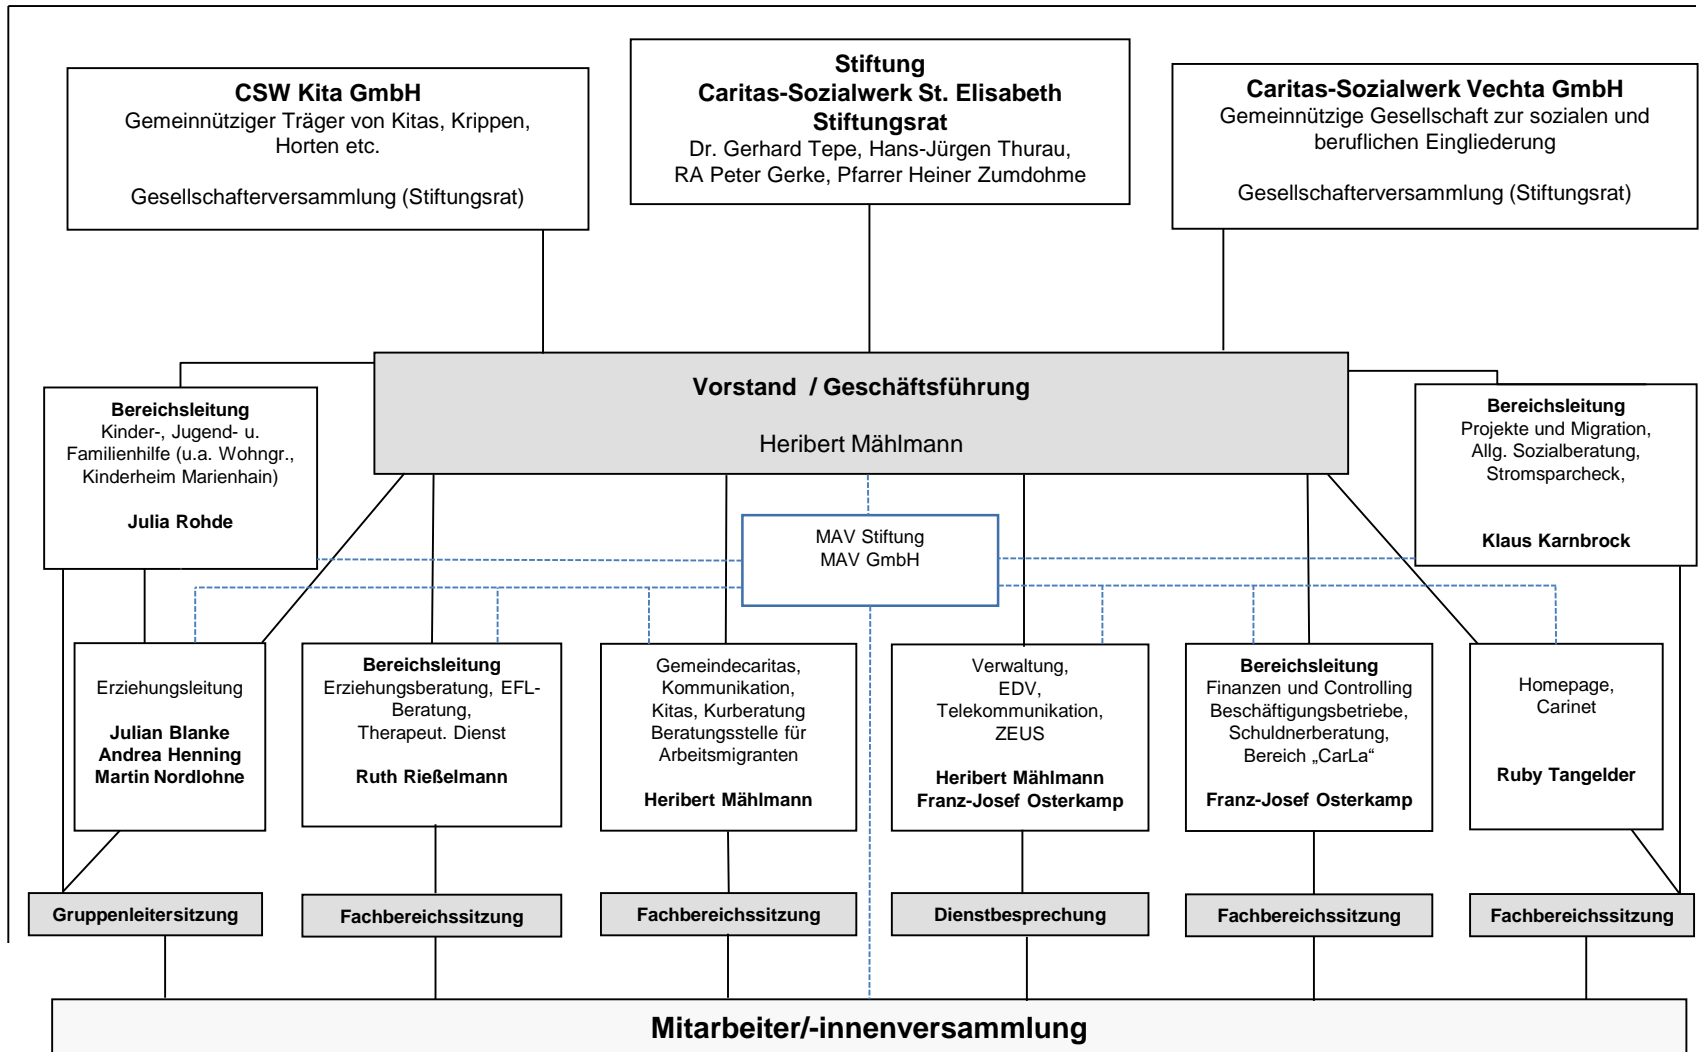 CSW Kita GmbH
Gemeinnütziger Träger von Kitas, Krippen,
Horten etc.
Gesellschafterversammlung (Stiftungsrat)
Stiftung
Caritas-Sozialwerk St. Elisabeth
Stiftungsrat
Dr. Gerhard Tepe, Hans-Jürgen Thurau,
RA Peter Gerke, Pfarrer Heiner Zumdohme
Caritas-Sozialwerk Vechta GmbH
Gemeinnützige Gesellschaft zur sozialen und
beruflichen Eingliederung
Gesellschafterversammlung (Stiftungsrat)
Vorstand / Geschäftsführung
Heribert Mählmann
Bereichsleitung
Kinder-, Jugend- u.
Familienhilfe (u.a. Wohngr.,
Kinderheim Marienhain)
Julia Rohde
Bereichsleitung
Projekte und Migration,
Allg. Sozialberatung,
Stromsparcheck,
Klaus Karnbrock
MAV Stiftung
MAV GmbH
Erziehungsleitung
Julian Blanke
Andrea Henning
Martin Nordlohne
Bereichsleitung
Erziehungsberatung, EFL-
Beratung,
Therapeut. Dienst
Ruth Rießelmann
Gemeindecaritas,
Kommunikation,
Kitas, Kurberatung
Beratungsstelle für
Arbeitsmigranten
Heribert Mählmann
Verwaltung,
EDV,
Telekommunikation,
ZEUS
Heribert Mählmann
Franz-Josef Osterkamp
Bereichsleitung
Finanzen und Controlling
Beschäftigungsbetriebe,
Schuldnerberatung,
Bereich „CarLa“
Franz-Josef Osterkamp
Homepage,
Carinet
Ruby Tangelder
Gruppenleitersitzung
Fachbereichssitzung
Fachbereichssitzung
Dienstbesprechung
Fachbereichssitzung
Fachbereichssitzung
Mitarbeiter/-innenversammlung